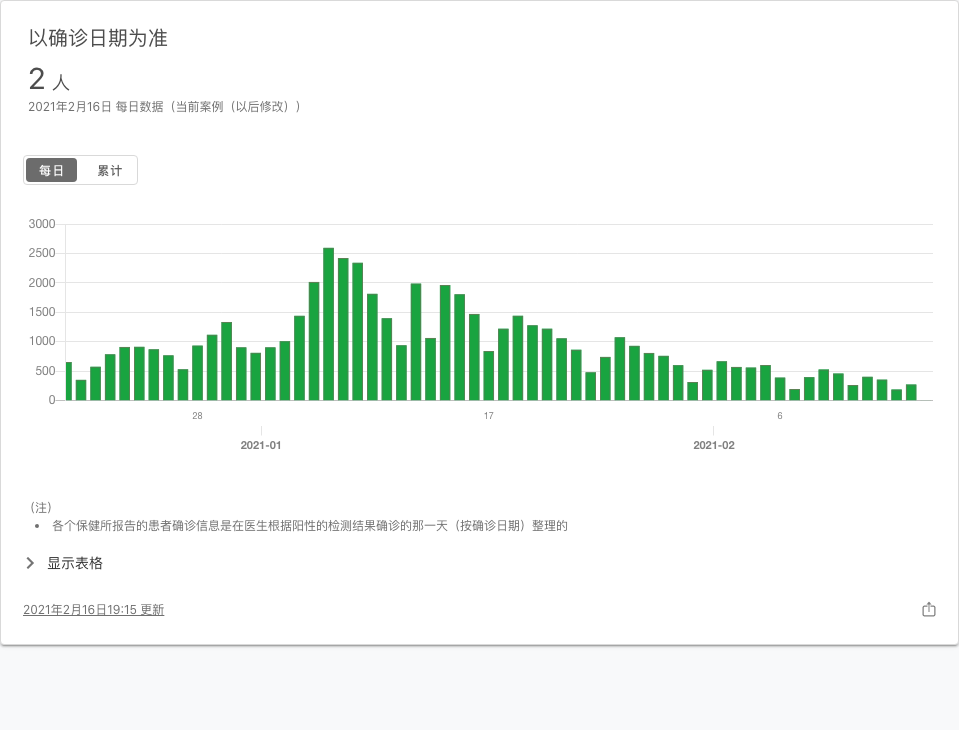 以确诊日期为准
2 人
2021年2月16日 每日数据（当前案例（以后修改））
每日 累计
3000
2500
2000
1500
1000
500
0
28 17 6
2021-01 2021-02
（注）
• 各个保健所报告的患者确诊信息是在医生根据阳性的检测结果确诊的那一天（按确诊日期）整理的
显示表格
2021年2月16日19:15 更新